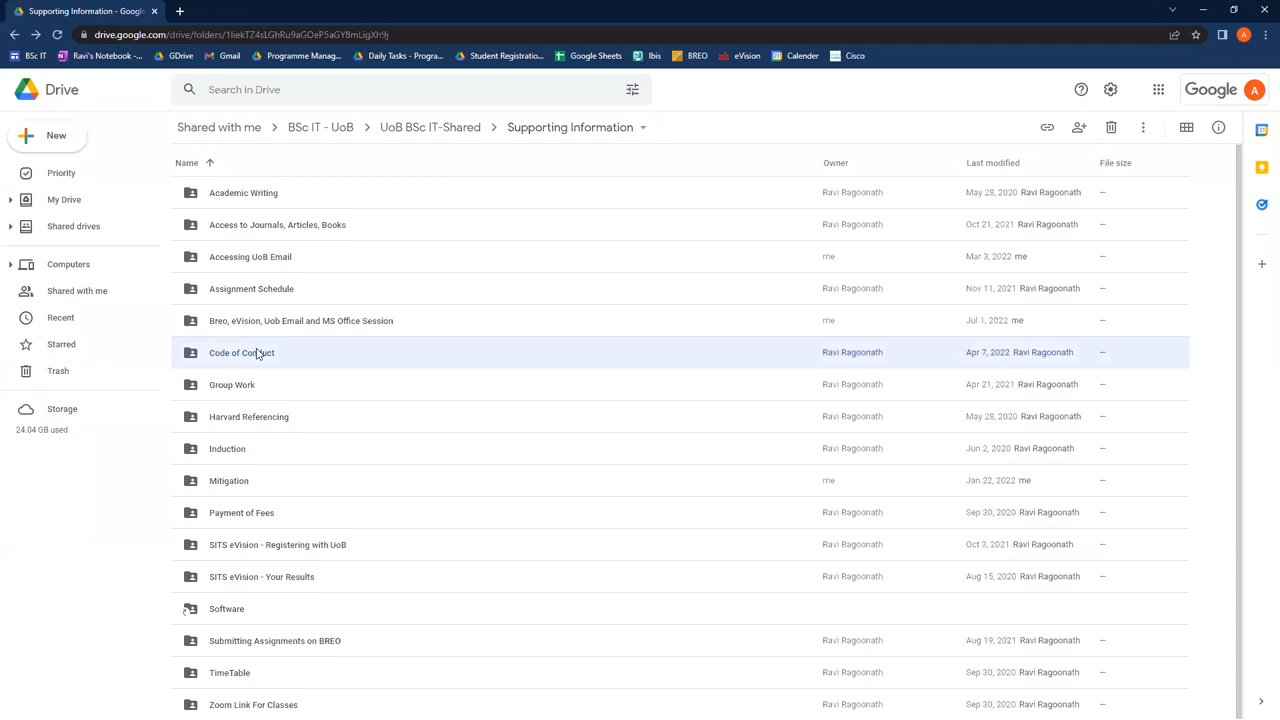 Supporting Information - Goog
drive.google.com/drive/folders/1liekTZ4sLGhRu9aGOeP5aGY8mLigXh9j
A
BSc IT
Ravi's Notebook -...
GDrive
Gmail
Programme Manag...
Daily Tasks - Progra...
Student Registratio...
Google Sheets
Ibis
BREO
eVision
Calender
Cisco
Drive
Search in Drive
Google
A
New
Shared with me > BSc IT - UoB > UoB BSc IT-Shared > Supporting Information
Priority
My Drive
Shared drives
Computers
Shared with me
Recent
Starred
Trash
Storage
24.04 GB used
Name Owner Last modified File size
Academic Writing Ravi Ragoonath May 28, 2020 Ravi Ragoonath —
Access to Journals, Articles, Books Ravi Ragoonath Oct 21, 2021 Ravi Ragoonath —
Accessing UoB Email me Mar 3, 2022 me —
Assignment Schedule Ravi Ragoonath Nov 11, 2021 Ravi Ragoonath —
Breo, eVision, Uob Email and MS Office Session me Jul 1, 2022 me —
Code of Conduct Ravi Ragoonath Apr 7, 2022 Ravi Ragoonath —
Group Work Ravi Ragoonath Apr 21, 2021 Ravi Ragoonath —
Harvard Referencing Ravi Ragoonath May 28, 2020 Ravi Ragoonath —
Induction Ravi Ragoonath Jun 2, 2020 Ravi Ragoonath —
Mitigation me Jan 22, 2022 me —
Payment of Fees Ravi Ragoonath Sep 30, 2020 Ravi Ragoonath —
SITS eVision - Registering with UoB Ravi Ragoonath Oct 3, 2021 Ravi Ragoonath —
SITS eVision - Your Results Ravi Ragoonath Aug 15, 2020 Ravi Ragoonath —
Software
Submitting Assignments on BREO Ravi Ragoonath Aug 19, 2021 Ravi Ragoonath —
TimeTable Ravi Ragoonath Sep 30, 2020 Ravi Ragoonath —
Zoom Link For Classes Ravi Ragoonath Sep 30, 2020 Ravi Ragoonath —